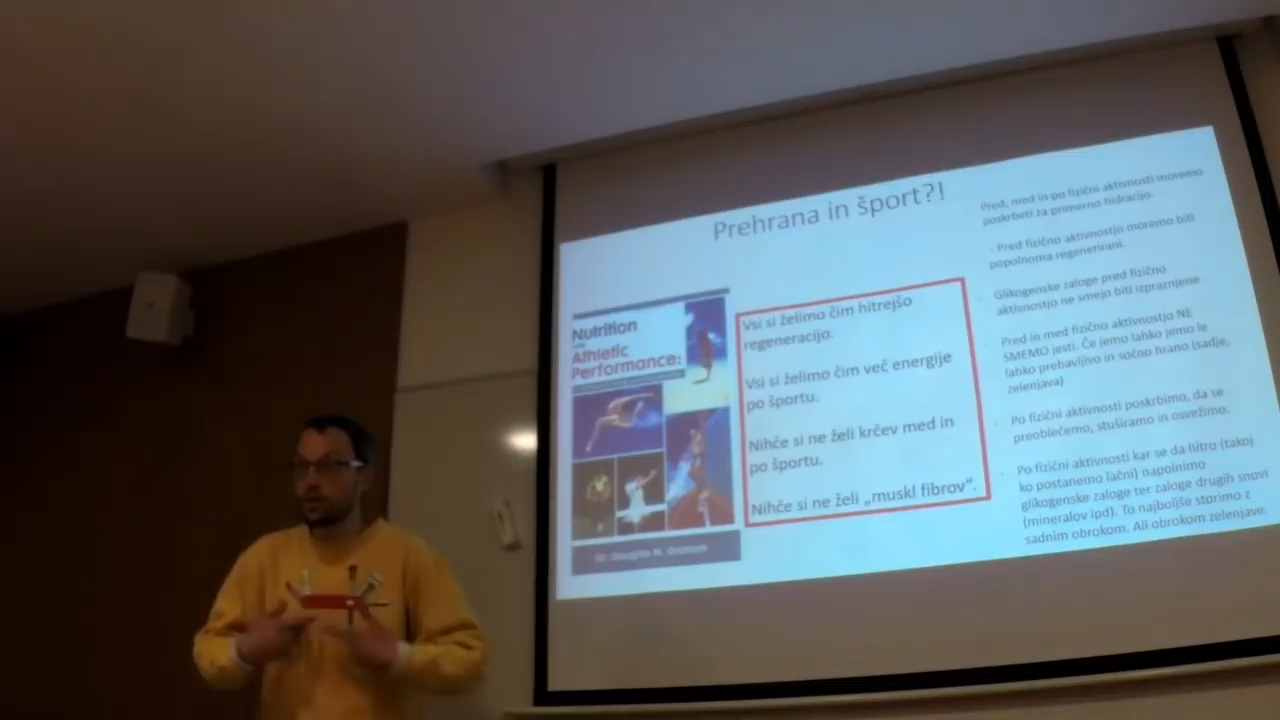 Prehrana in šport?!
Nutrition
and
Athletic
Performance:
Dr. Douglas N. Graham
Vsi si želimo čim hitrejšo
regeneracijo.
Vsi si želimo čim več energije
po športu.
Nihče si ne želi krčev med in
po športu.
Nihče si ne želi „muskl fibrov“.
Pred, med in po fizični aktivnosti moremo
poskrbeti za primerno hidracijo.
- Pred fizično aktivnostjo moremo biti
popolnoma regenerirani.
Glikogenske zaloge pred fizično
aktivnostjo ne smejo biti izpraznjene
Pred in med fizično aktivnostjo NE
SMEMO jesti. Če jemo lahko jemo le
lahko prebavljivo in sočno hrano (sadje,
zelenjava)
Po fizični aktivnosti poskrbimo, da se
preoblečemo, stuširamo in osvežimo.
Po fizični aktivnosti kar se da hitro (takoj
ko postanemo lačni) napolnimo
glikogenske zaloge ter zaloge drugih snovi
(mineralov ipd). To najboljše storimo z
sadnim obrokom. Ali obrokom zelenjave.